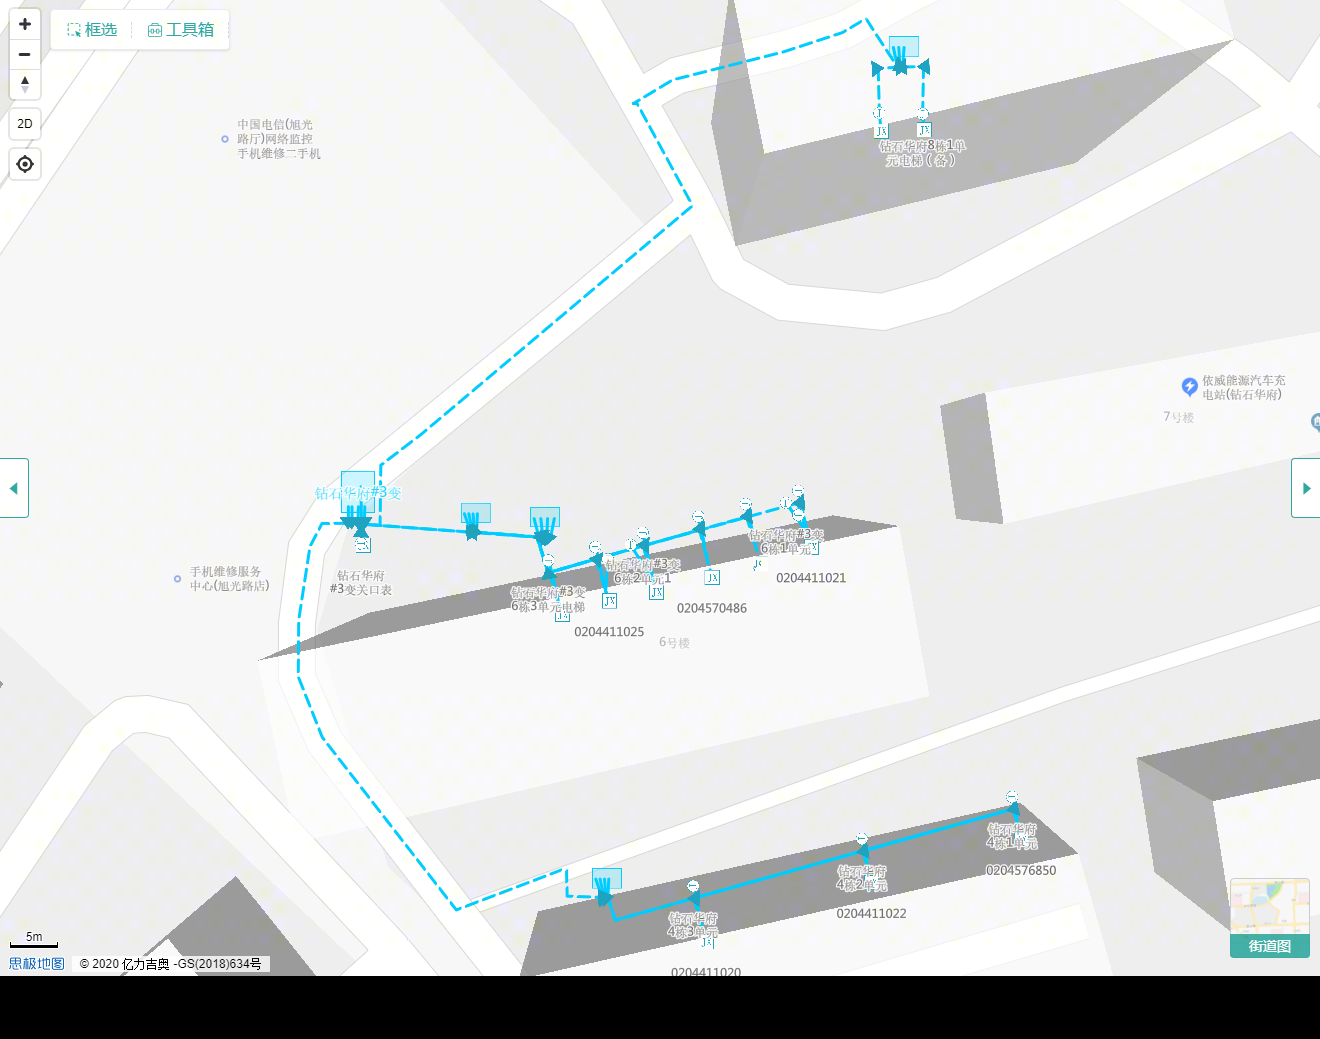 框选
工具箱
2D
中国电信(旭光
路厅)网络监控
手机维修二手机
JX
JX
钻石华府8栋1单
元电梯（备）
依威能源汽车充
电站(钻石华府)
7号楼
钻石华府#3变
手机维修服务
中心(旭光路店)
钻石华府
#3变关口表
钻石华府#3变
6栋1单元
0204411021
钻石华府#3变
6栋2单元1
JX
JX
0204570486
钻石华府#3变
6栋3单元电梯
JX
JX
0204411025
6号楼
钻石华府
4栋1单元
0204576850
钻石华府
4栋2单元
0204411022
钻石华府
4栋3单元
JX
0204411020
5m
思极地图
© 2020 亿力吉奥 -GS(2018)634号
街道图